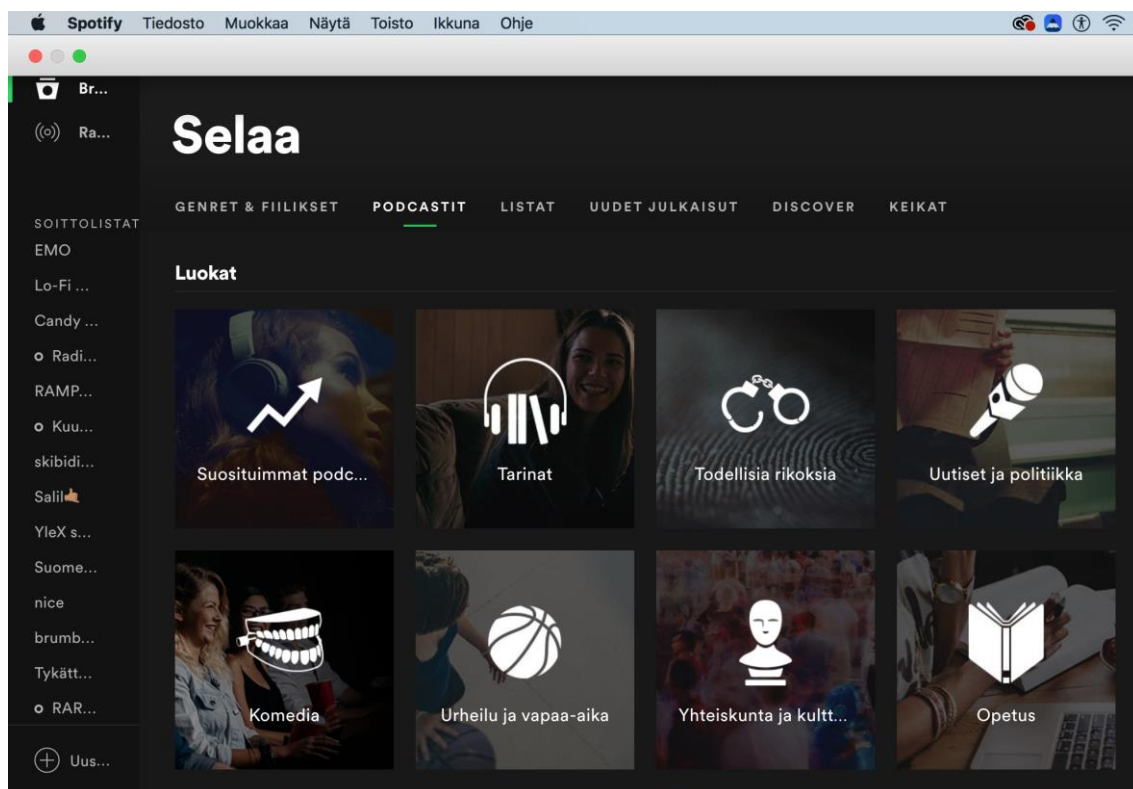 Spotify Tiedosto Muokkaa Näytä Toisto Ikkuna Ohje
Br...
Ra...
SOITTOLISTAT
EMO
Lo-Fi ...
Candy ...
Radi...
RAMP...
Kuu...
skibidi...
Salil🤙🏽
YleX s...
Suome...
nice
brumb...
Tykätt...
RAR...
Uus...
Selaa
GENRET & FIILIKSET PODCASTIT LISTAT UUDET JULKAISUT DISCOVER KEIKAT
Luokat
Suosituimmat podc...
Tarinat
Todellisia rikoksia
Uutiset ja politiikka
Komedia
Urheilu ja vapaa-aika
Yhteiskunta ja kultt...
Opetus